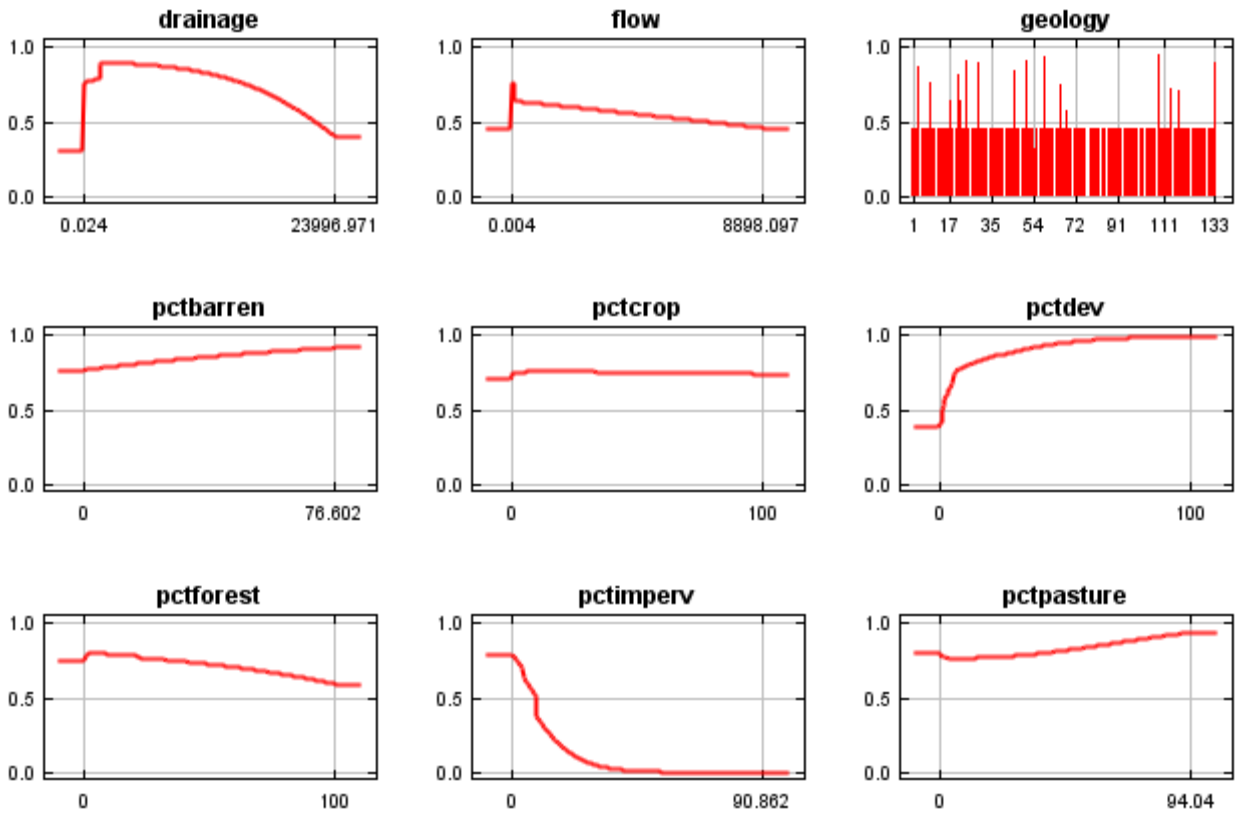 drainage flow geology
1.0 1.0 1.0
0.5 0.5 0.5
0.0 0.0 0.0
0.024 23996.971 0.004 8898.097 1 17 35 54 72 91 111 133
pctbarren pctcrop pctdev
1.0 1.0 1.0
0.5 0.5 0.5
0.0 0.0 0.0
0 76.602 0 100 0 100
pctforest pctimperv pctpasture
1.0 1.0 1.0
0.5 0.5 0.5
0.0 0.0 0.0
0 100 0 90.862 0 94.04